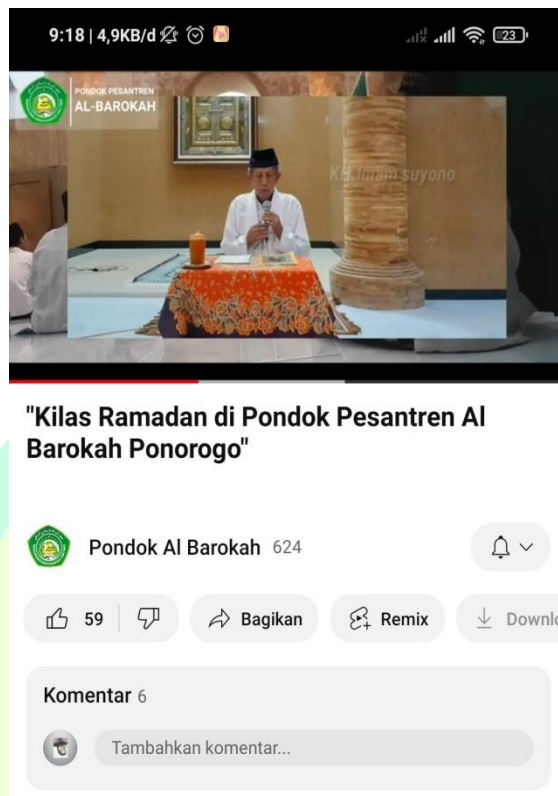 9:18 | 4,9KB/d
23
PONDOK PESANTREN
AL-BAROKAH
KH.Imam suyono
"Kilas Ramadan di Pondok Pesantren Al
Barokah Ponorogo"
Pondok Al Barokah 624
59 Bagikan Remix Downlo
Komentar 6
Tambahkan komentar...